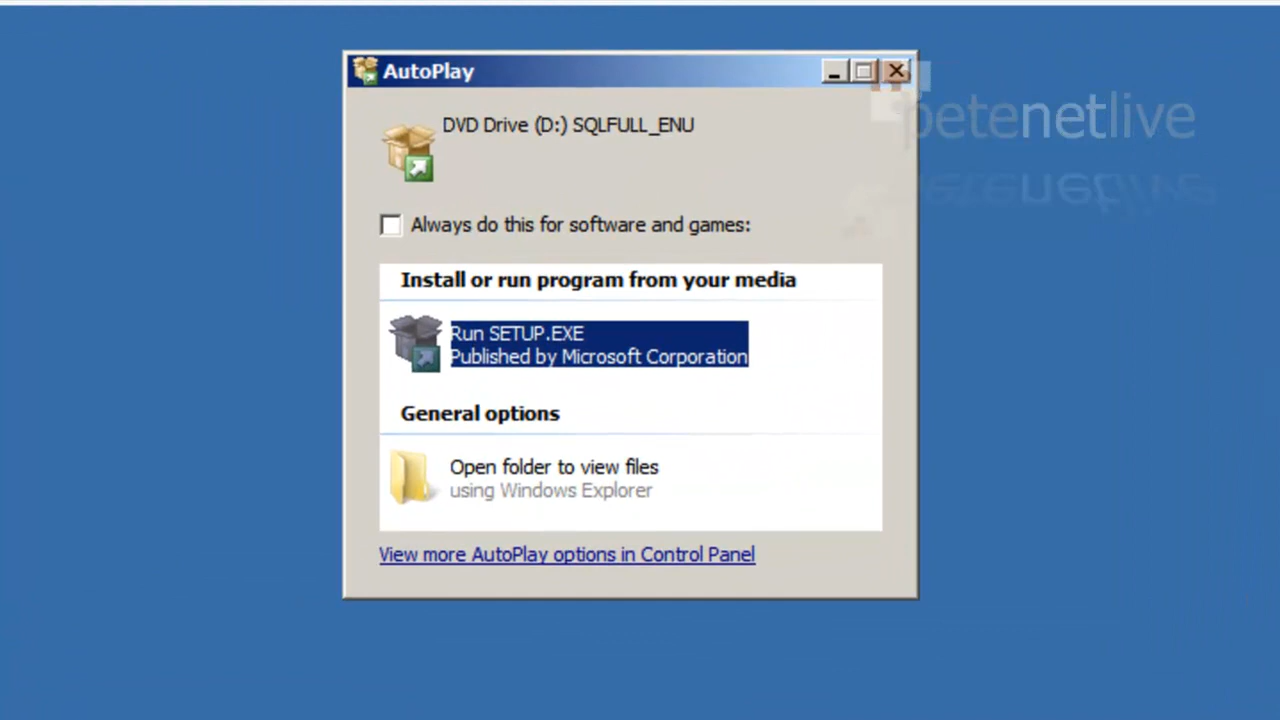 AutoPlay
petenetlive
DVD Drive (D:) SQLFULL_ENU
Always do this for software and games:
Install or run program from your media
Run SETUP.EXE
Published by Microsoft Corporation
General options
Open folder to view files
using Windows Explorer
View more AutoPlay options in Control Panel